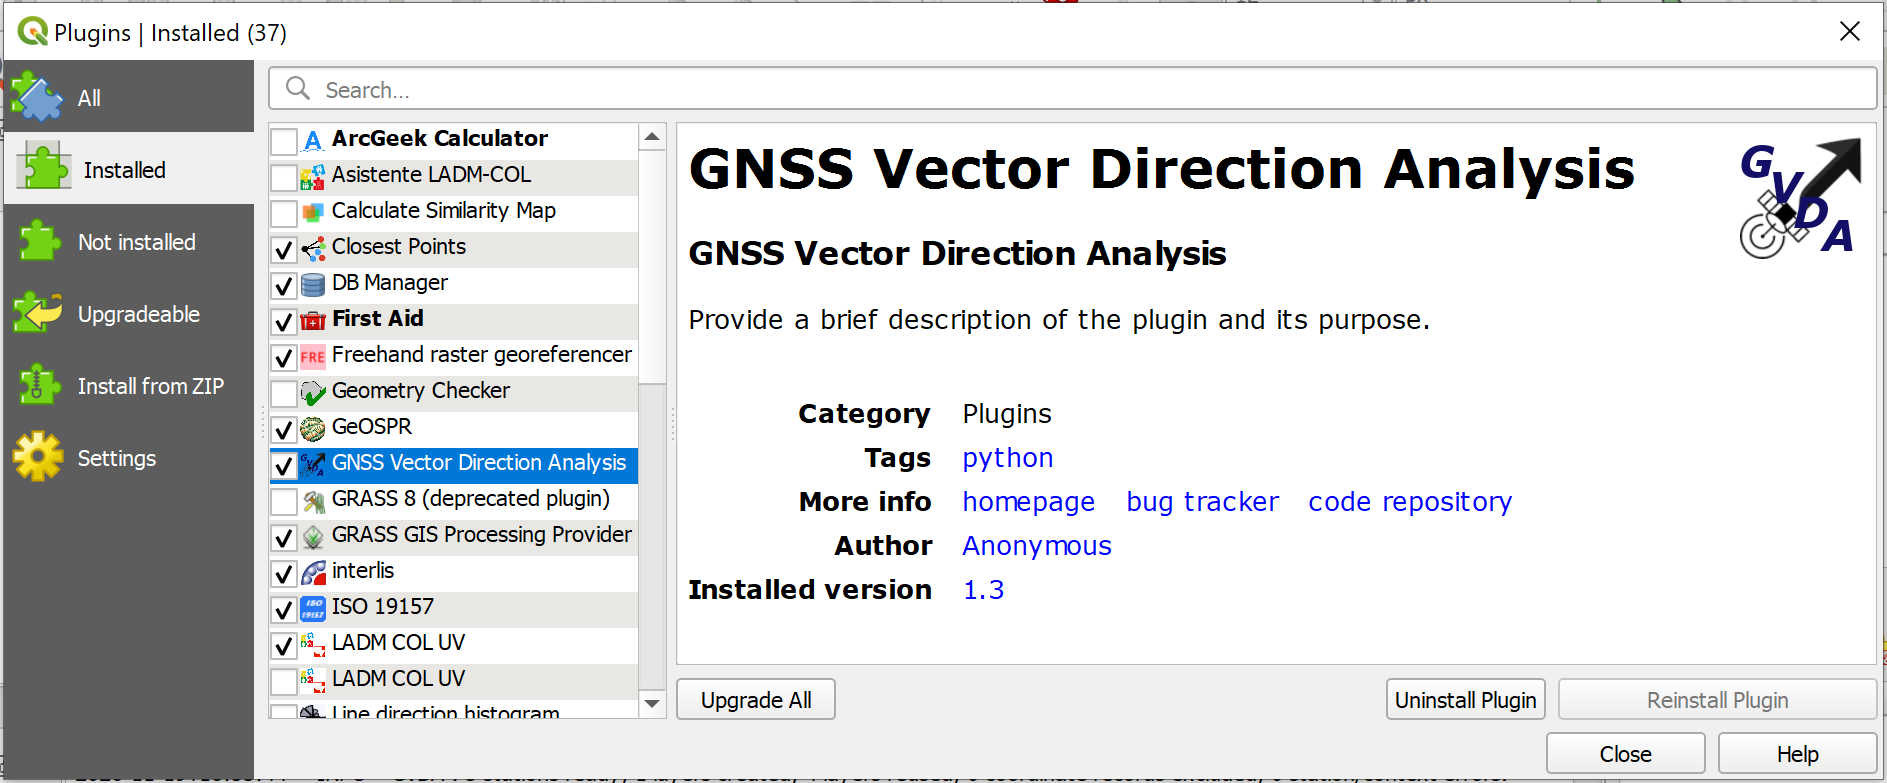 Plugins | Installed (37)
All
Installed
Not installed
Upgradeable
Install from ZIP
Settings
Search...
ArcGeek Calculator
Asistente LADM-COL
Calculate Similarity Map
Closest Points
DB Manager
First Aid
FRE Freehand raster georeferencer
Geometry Checker
GeOSPR
GNSS Vector Direction Analysis
GRASS 8 (deprecated plugin)
GRASS GIS Processing Provider
interlis
ISO 19157 ISO 19157
LADM COL UV
LADM COL UV
Line direction histogram
GNSS Vector Direction Analysis
GVDA
GNSS Vector Direction Analysis
Provide a brief description of the plugin and its purpose.
Category Plugins
Tags python
More info homepage bug tracker code repository
Author Anonymous
Installed version 1.3
Upgrade All
Uninstall Plugin
Reinstall Plugin
Close
Help